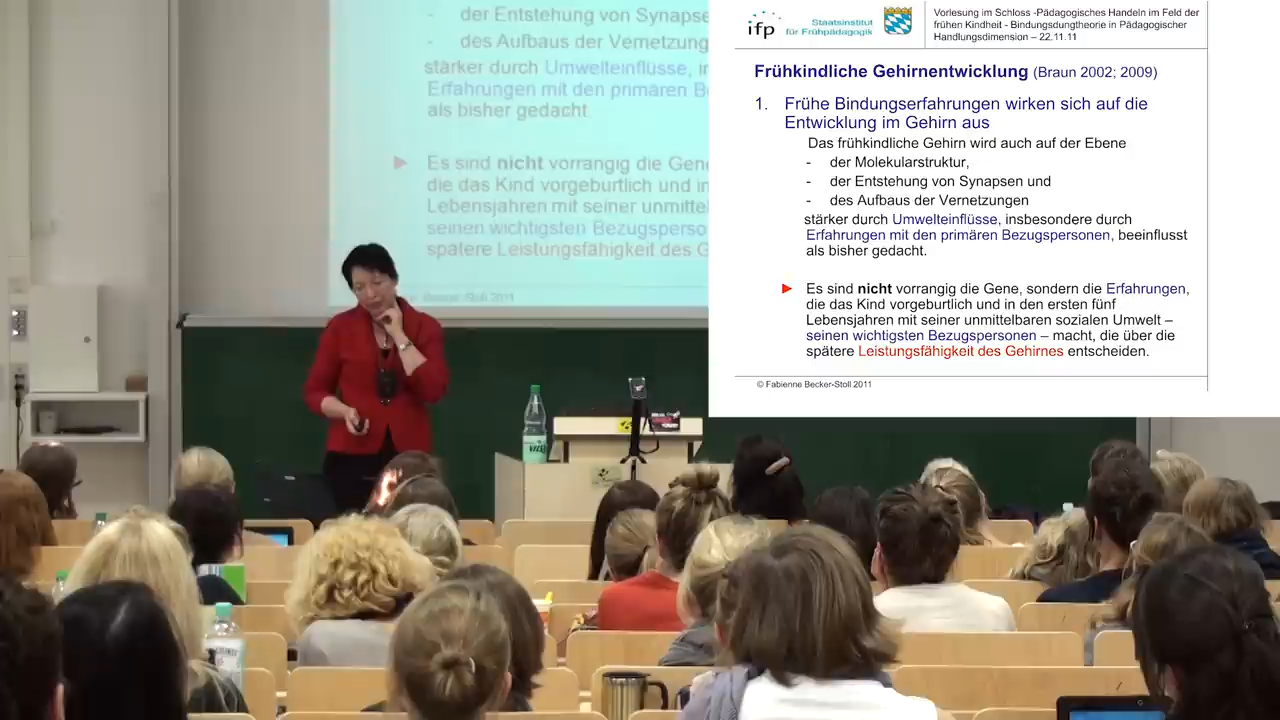 der Entstehung von Synapse
des Aufbaus der Vernetzung
stärker durch Umwelteinflüsse, in
Erfahrungen mit den primären B
als bisher gedacht.
Es sind nicht vorrangig die Gene
die das Kind vorgeburtlich und in
Lebensjahren mit seiner unmittel
seinen wichtigsten Bezugsperso
spätere Leistungsfähigkeit des G
Becker-Stoll 2011
ifp
Staatsinstitut
für Frühpädagogik
Vorlesung im Schloss -Pädagogisches Handeln im Feld der
frühen Kindheit - Bindungsdungtheorie in Pädagogischer
Handlungsdimension – 22.11.11
Frühkindliche Gehirnentwicklung (Braun 2002; 2009)
1. Frühe Bindungserfahrungen wirken sich auf die
Entwicklung im Gehirn aus
Das frühkindliche Gehirn wird auch auf der Ebene
- der Molekularstruktur,
- der Entstehung von Synapsen und
- des Aufbaus der Vernetzungen
stärker durch Umwelteinflüsse, insbesondere durch
Erfahrungen mit den primären Bezugspersonen, beeinflusst
als bisher gedacht.
► Es sind nicht vorrangig die Gene, sondern die Erfahrungen,
die das Kind vorgeburtlich und in den ersten fünf
Lebensjahren mit seiner unmittelbaren sozialen Umwelt –
seinen wichtigsten Bezugspersonen – macht, die über die
spätere Leistungsfähigkeit des Gehirnes entscheiden.
© Fabienne Becker-Stoll 2011